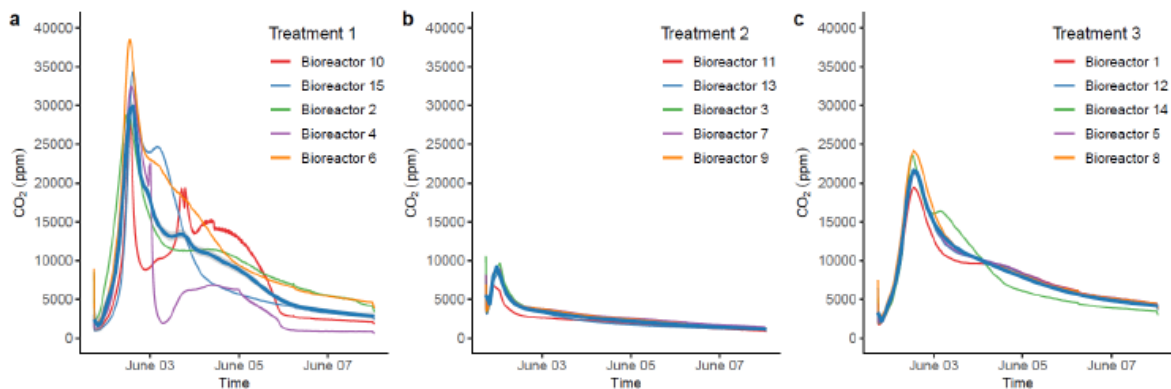 a
Treatment 1
40000
35000
30000
25000
20000
15000
10000
5000
0
CO₂ (ppm)
Bioreactor 10
Bioreactor 15
Bioreactor 2
Bioreactor 4
Bioreactor 6
June 03
June 05
June 07
Time
b
Treatment 2
40000
35000
30000
25000
20000
15000
10000
5000
0
CO₂ (ppm)
Bioreactor 11
Bioreactor 13
Bioreactor 3
Bioreactor 7
Bioreactor 9
June 03
June 05
June 07
Time
c
Treatment 3
40000
35000
30000
25000
20000
15000
10000
5000
0
CO₂ (ppm)
Bioreactor 1
Bioreactor 12
Bioreactor 14
Bioreactor 5
Bioreactor 8
June 03
June 05
June 07
Time